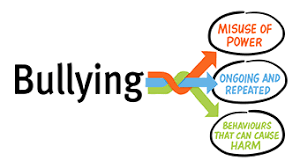 MISUSE OF
POWER
Bullying
ONGOING AND
REPEATED
BEHAVIOURS
THAT CAN CAUSE
HARM